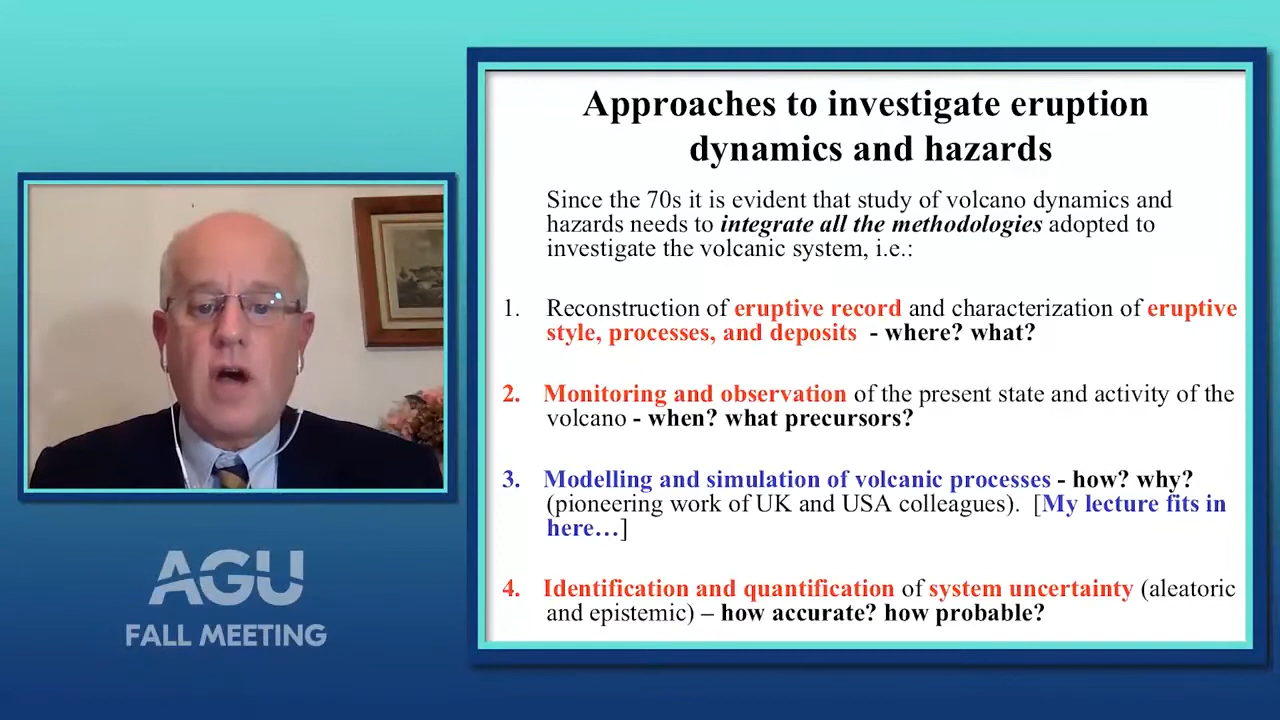 Approaches to investigate eruption
dynamics and hazards
Since the 70s it is evident that study of volcano dynamics and
hazards needs to integrate all the methodologies adopted to
investigate the volcanic system, i.e.:
1. Reconstruction of eruptive record and characterization of eruptive
style, processes, and deposits - where? what?
2. Monitoring and observation of the present state and activity of the
volcano - when? what precursors?
3. Modelling and simulation of volcanic processes - how? why?
(pioneering work of UK and USA colleagues). [My lecture fits in
here…]
4. Identification and quantification of system uncertainty (aleatoric
and epistemic) – how accurate? how probable?
AGU
FALL MEETING